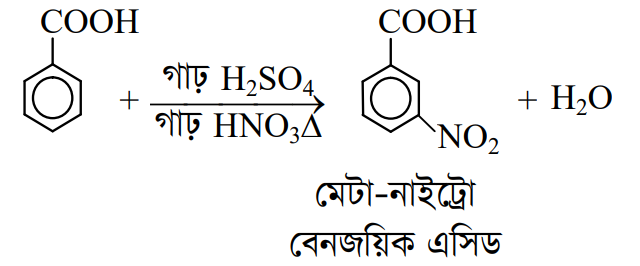 COOH COOH
+ গাঢ় H₂SO₄ + H₂O
গাঢ় HNO₃Δ NO₂
মেটা-নাইট্রো
বেনজয়িক এসিড